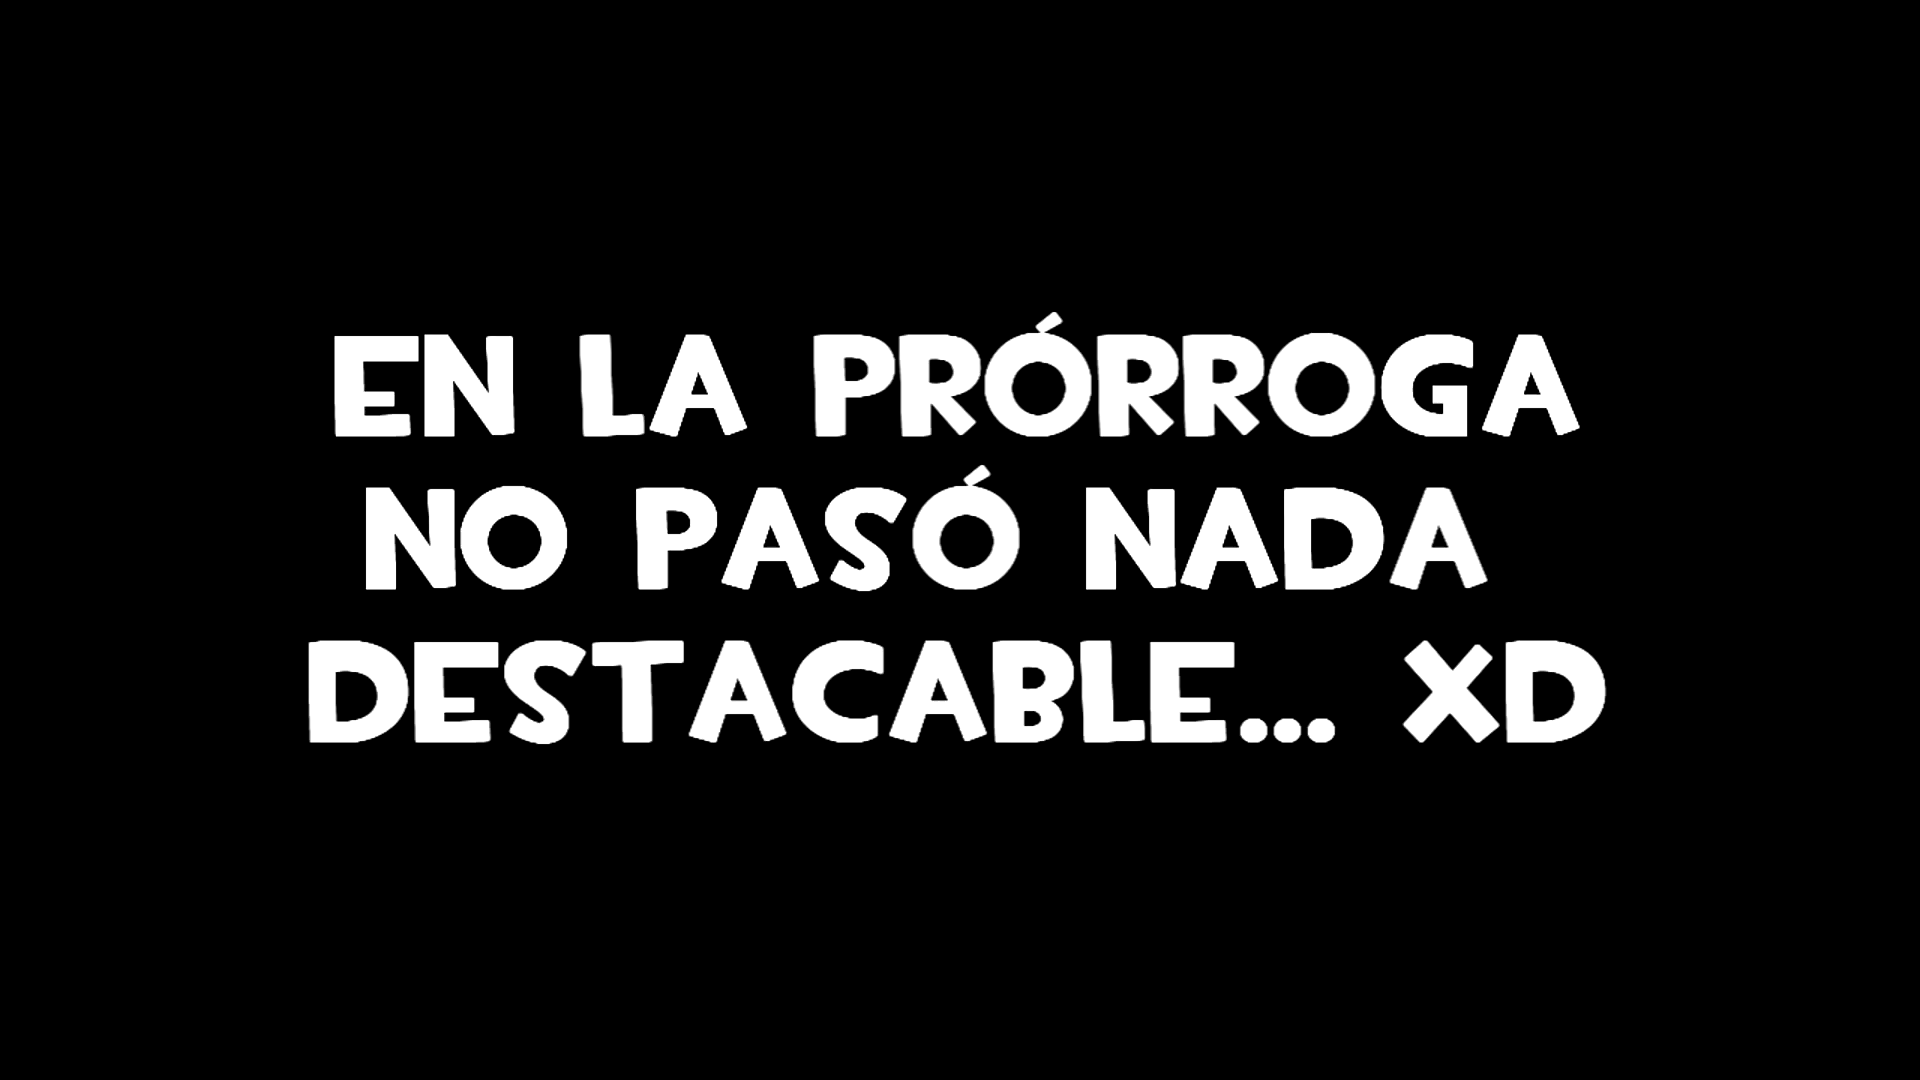 EN LA PRÓRROGA
NO PASÓ NADA
DESTACABLE... XD